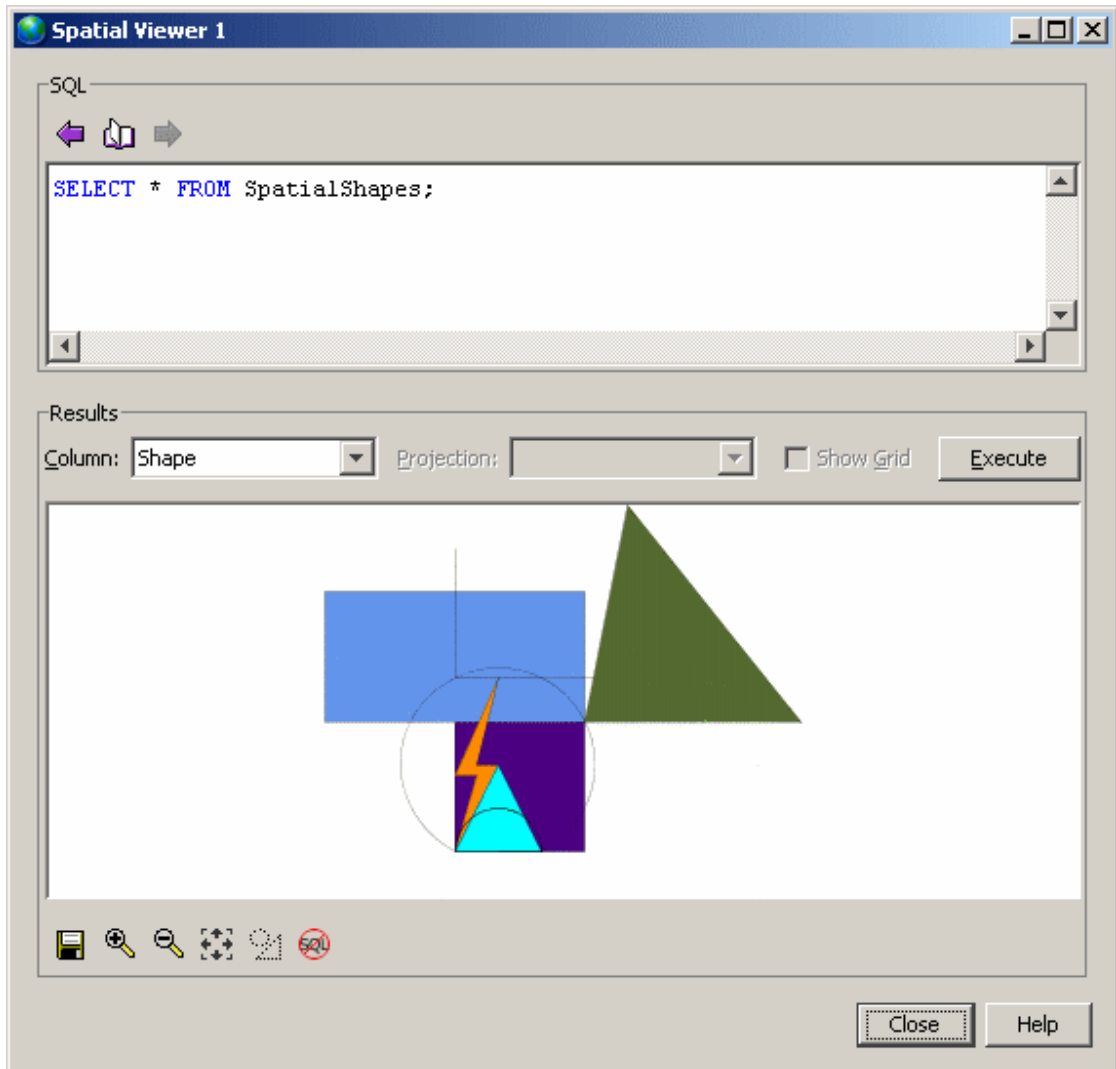 Spatial Viewer 1
SQL
SELECT * FROM SpatialShapes;
Results
Column: Shape Projection: Show Grid Execute
SQL
Close Help